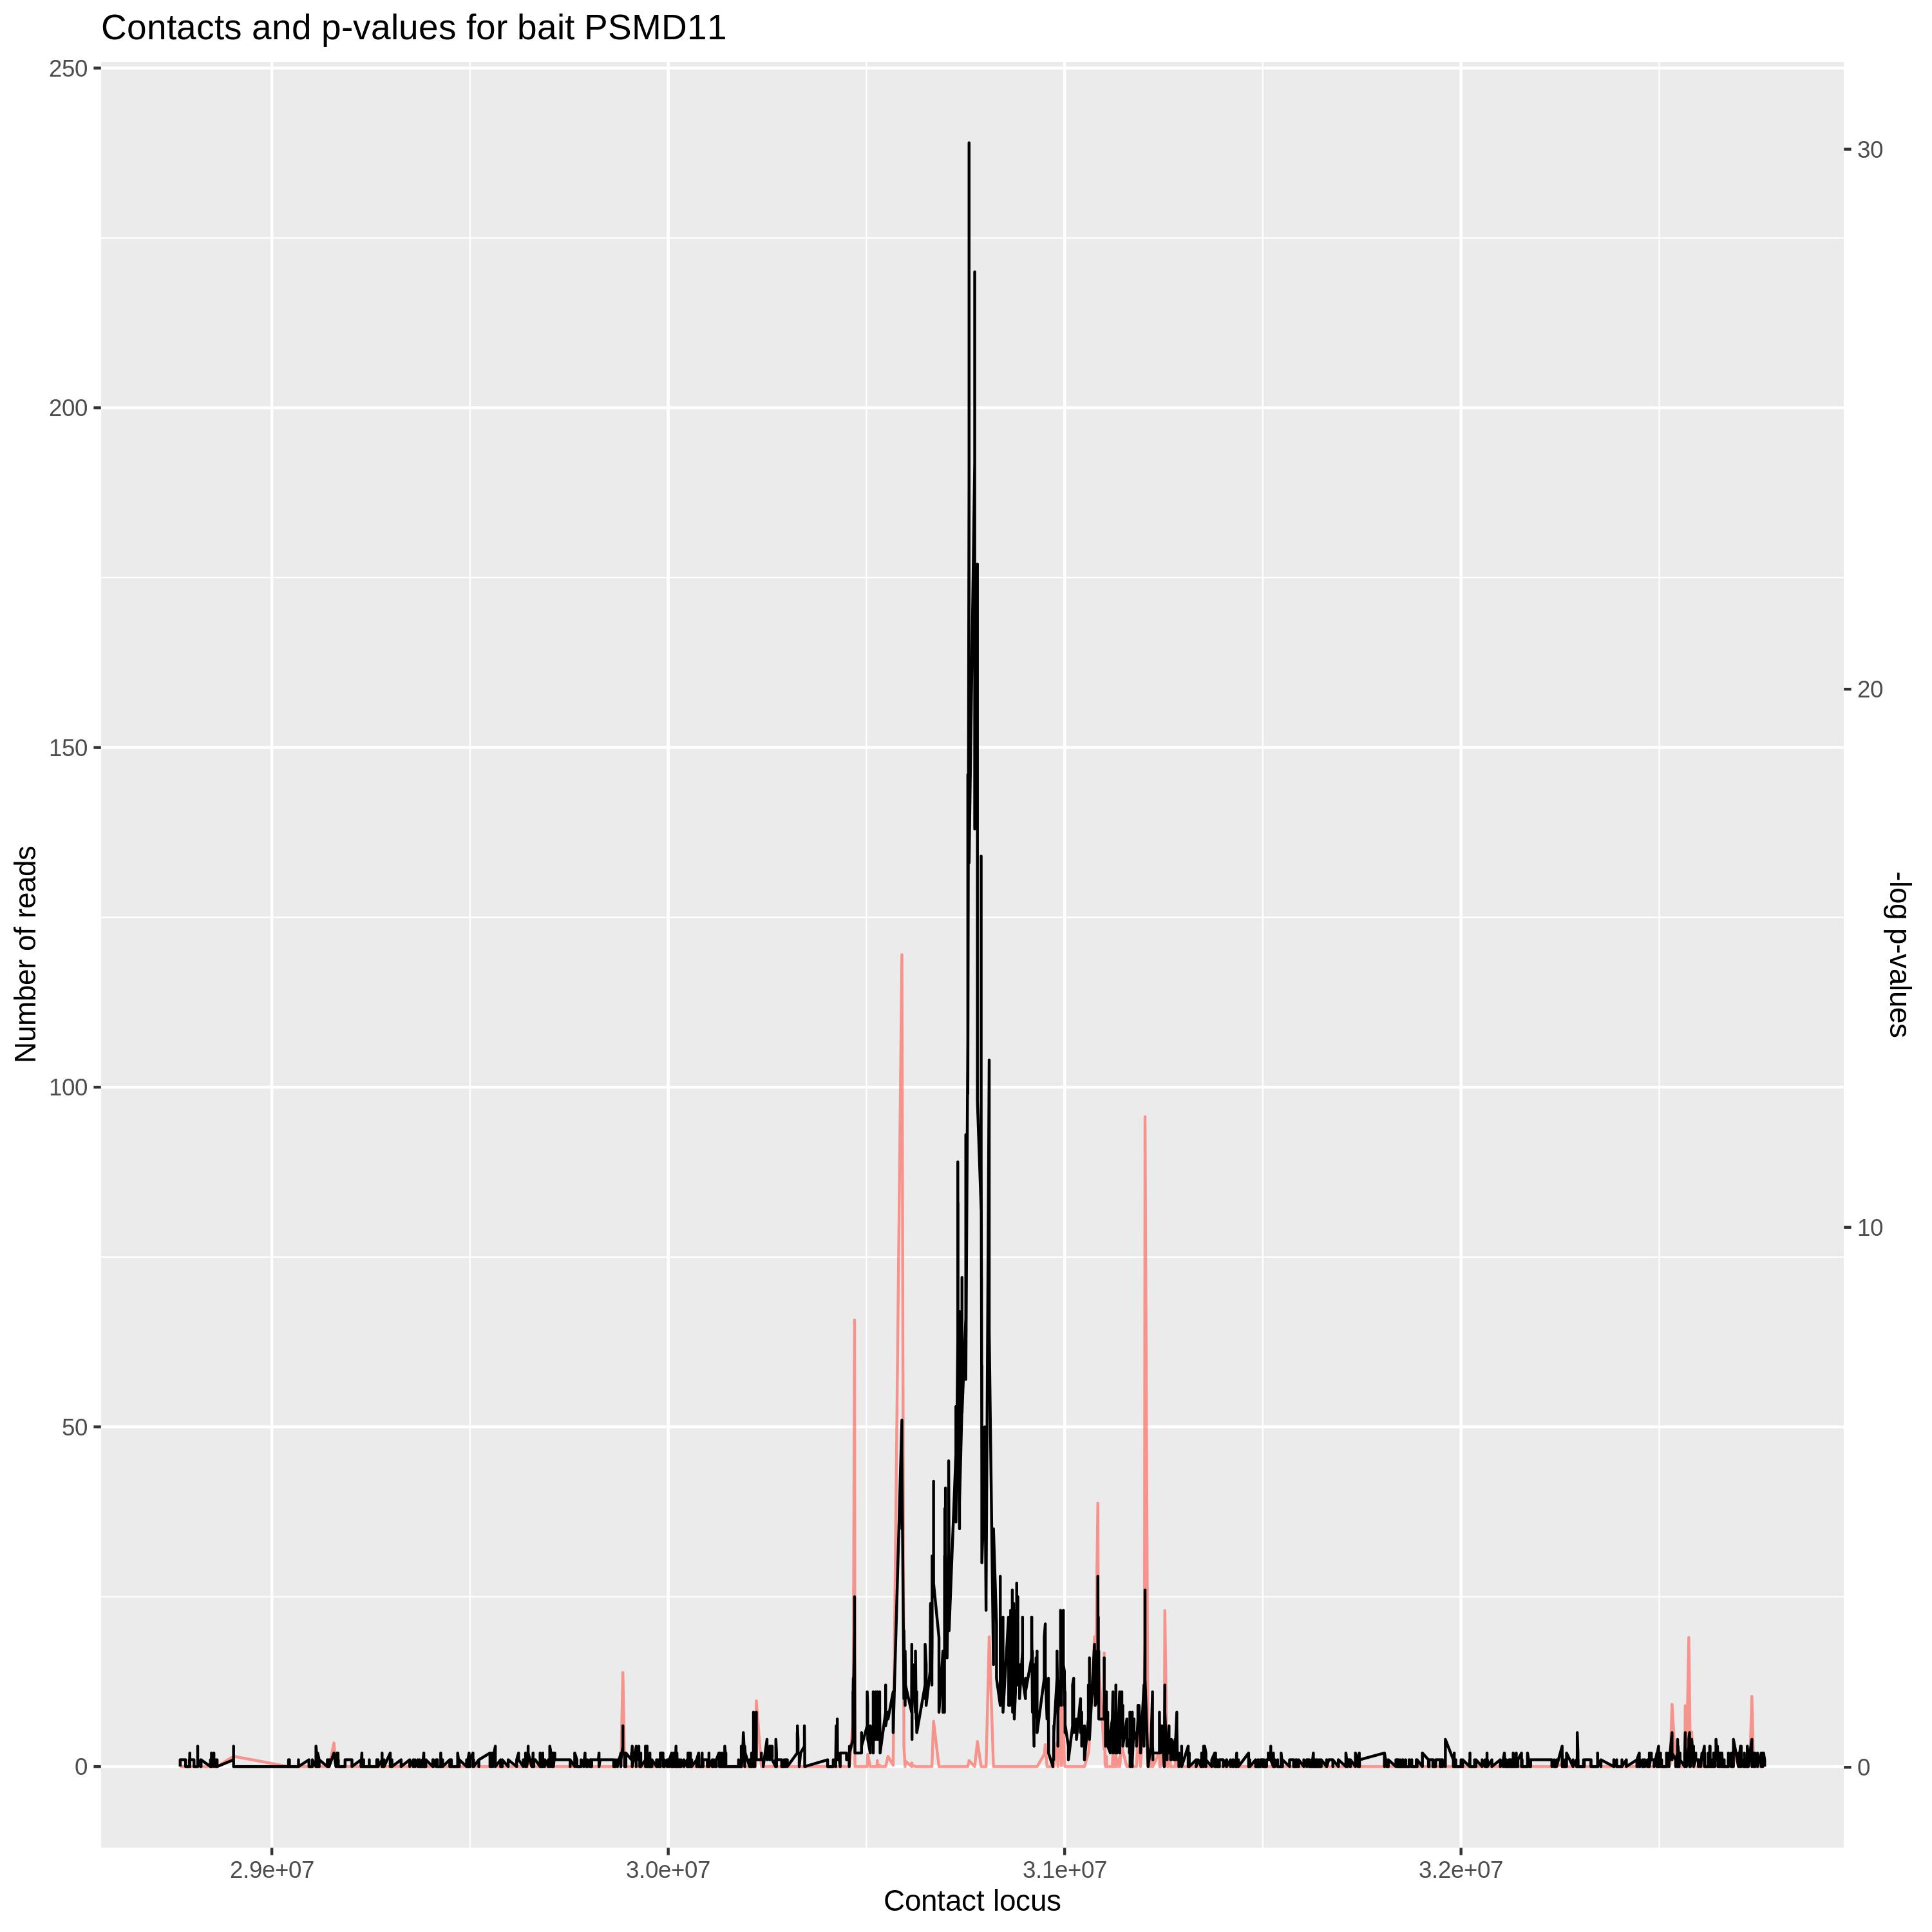 Contacts and p-values for bait PSMD11
250
200
150
100
50
0
Number of reads
30
20
10
0
-log p-values
2.9e+07
3.0e+07
3.1e+07
3.2e+07
Contact locus